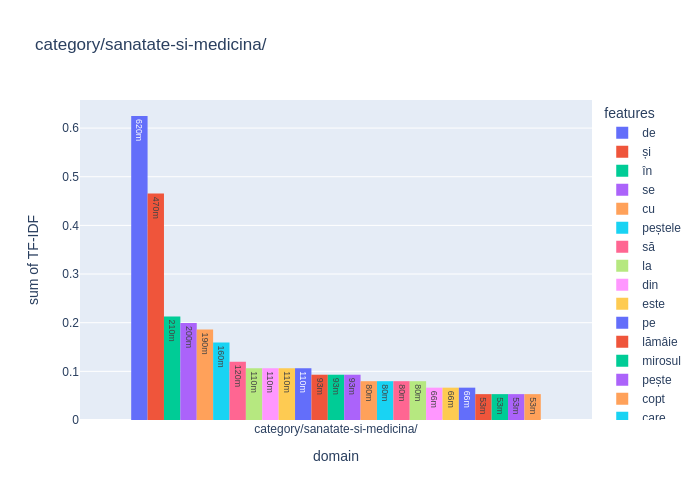 category/sanatate-si-medicina/
features
de
și
în
se
cu
peștele
să
la
din
este
pe
lămâie
mirosul
pește
copt
care
sum of TF-IDF
0.6
0.5
0.4
0.3
0.2
0.1
0
620m
470m
210m
200m
190m
160m
120m
110m
110m
110m
110m
93m
93m
93m
80m
80m
80m
80m
66m
66m
66m
53m
53m
53m
53m
category/sanatate-si-medicina/
domain